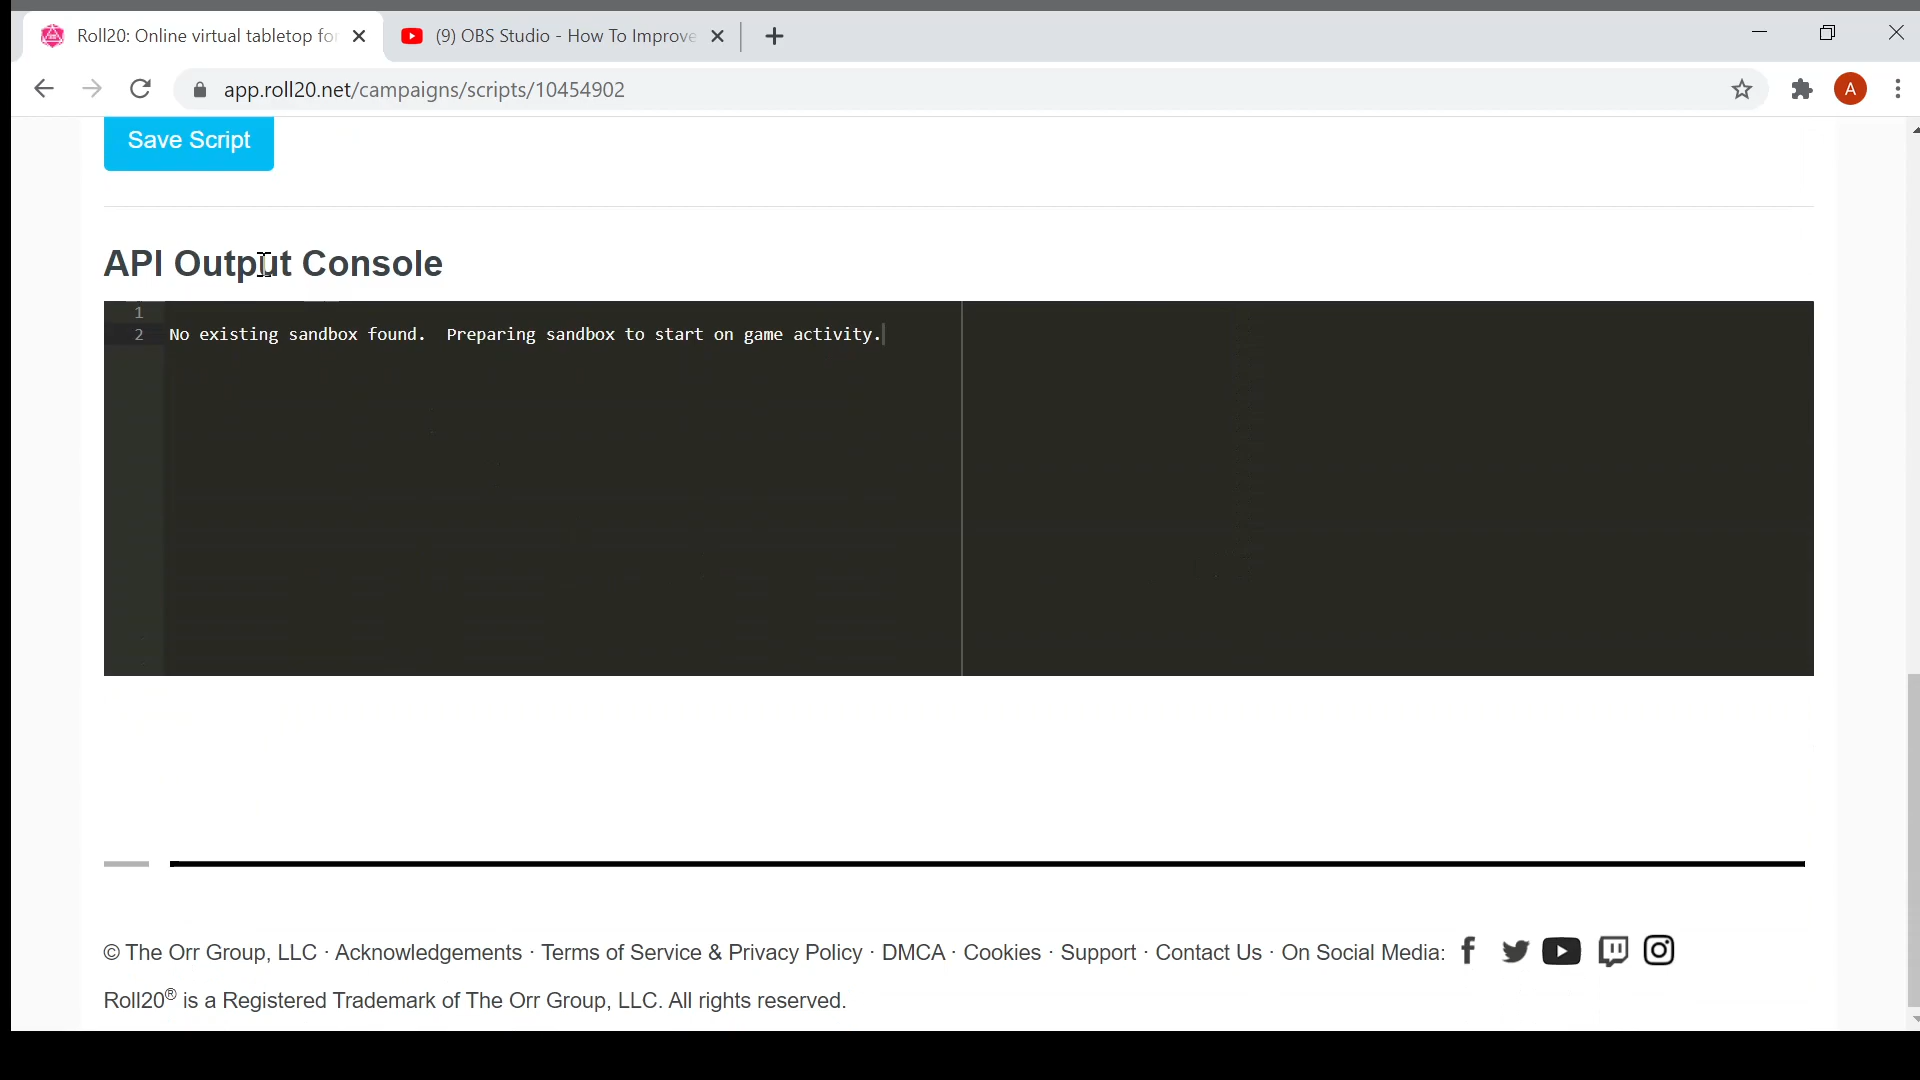 Roll20: Online virtual tabletop for
(9) OBS Studio - How To Improve
app.roll20.net/campaigns/scripts/10454902
A
Save Script
API Output Console
1
2 No existing sandbox found.  Preparing sandbox to start on game activity.
© The Orr Group, LLC · Acknowledgements · Terms of Service & Privacy Policy · DMCA · Cookies · Support · Contact Us · On Social Media:
Roll20® is a Registered Trademark of The Orr Group, LLC. All rights reserved.